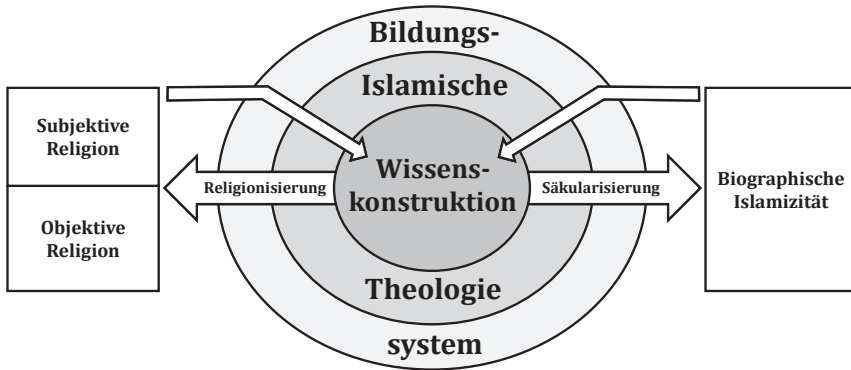 Bildungs-
Islamische
Subjektive
Religion
Religionisierung
Wissens-
konstruktion
Säkularisierung
Biographische
Islamizität
Objektive
Religion
Theologie
system